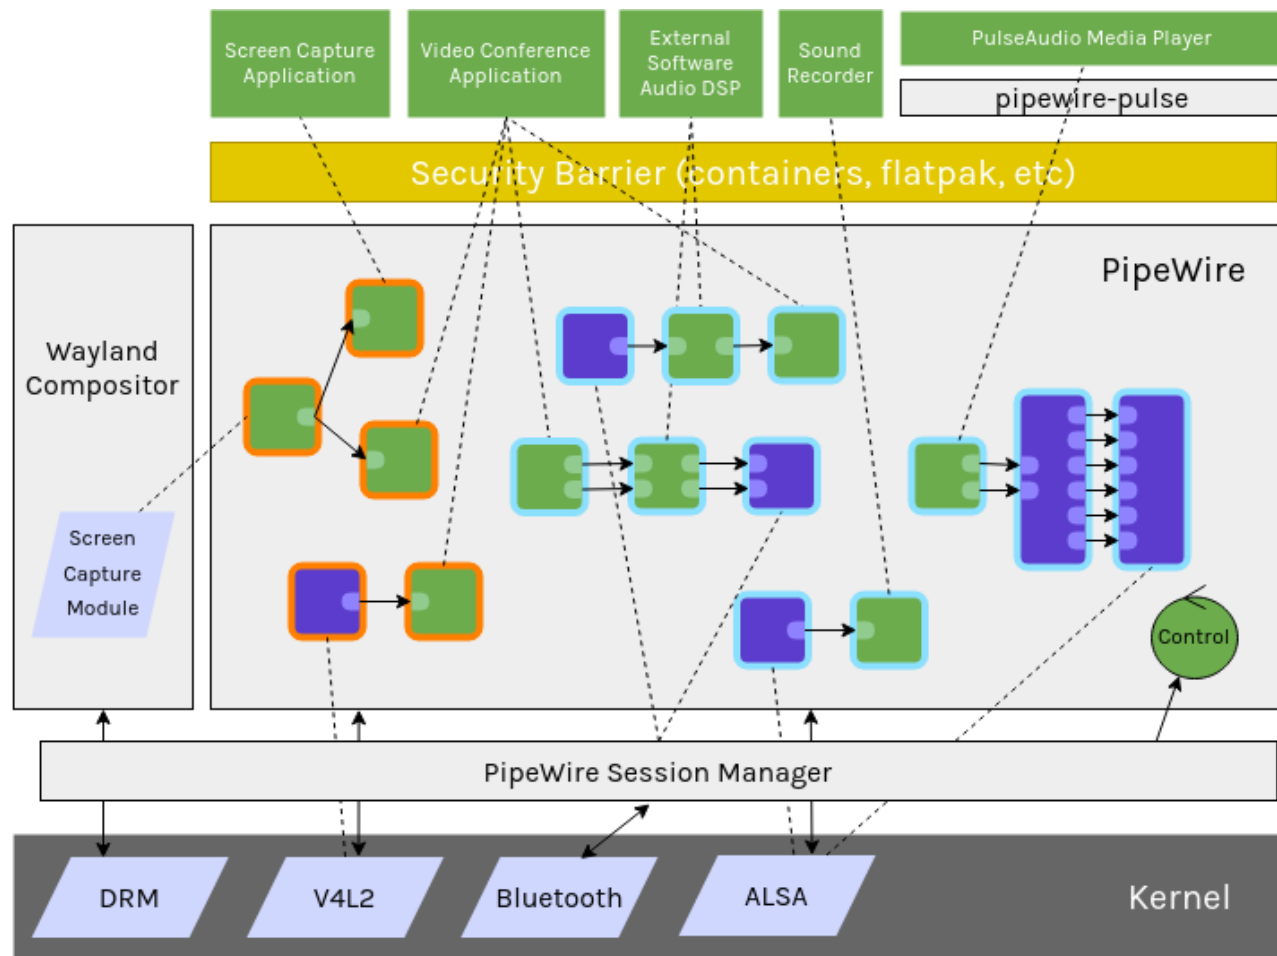 Screen Capture
Application
Video Conference
Application
External
Software
Audio DSP
Sound
Recorder
PulseAudio Media Player
pipewire-pulse
Security Barrier (containers, flatpak, etc)
PipeWire
Wayland
Compositor
Screen
Capture
Module
Control
PipeWire Session Manager
DRM
V4L2
Bluetooth
ALSA
Kernel